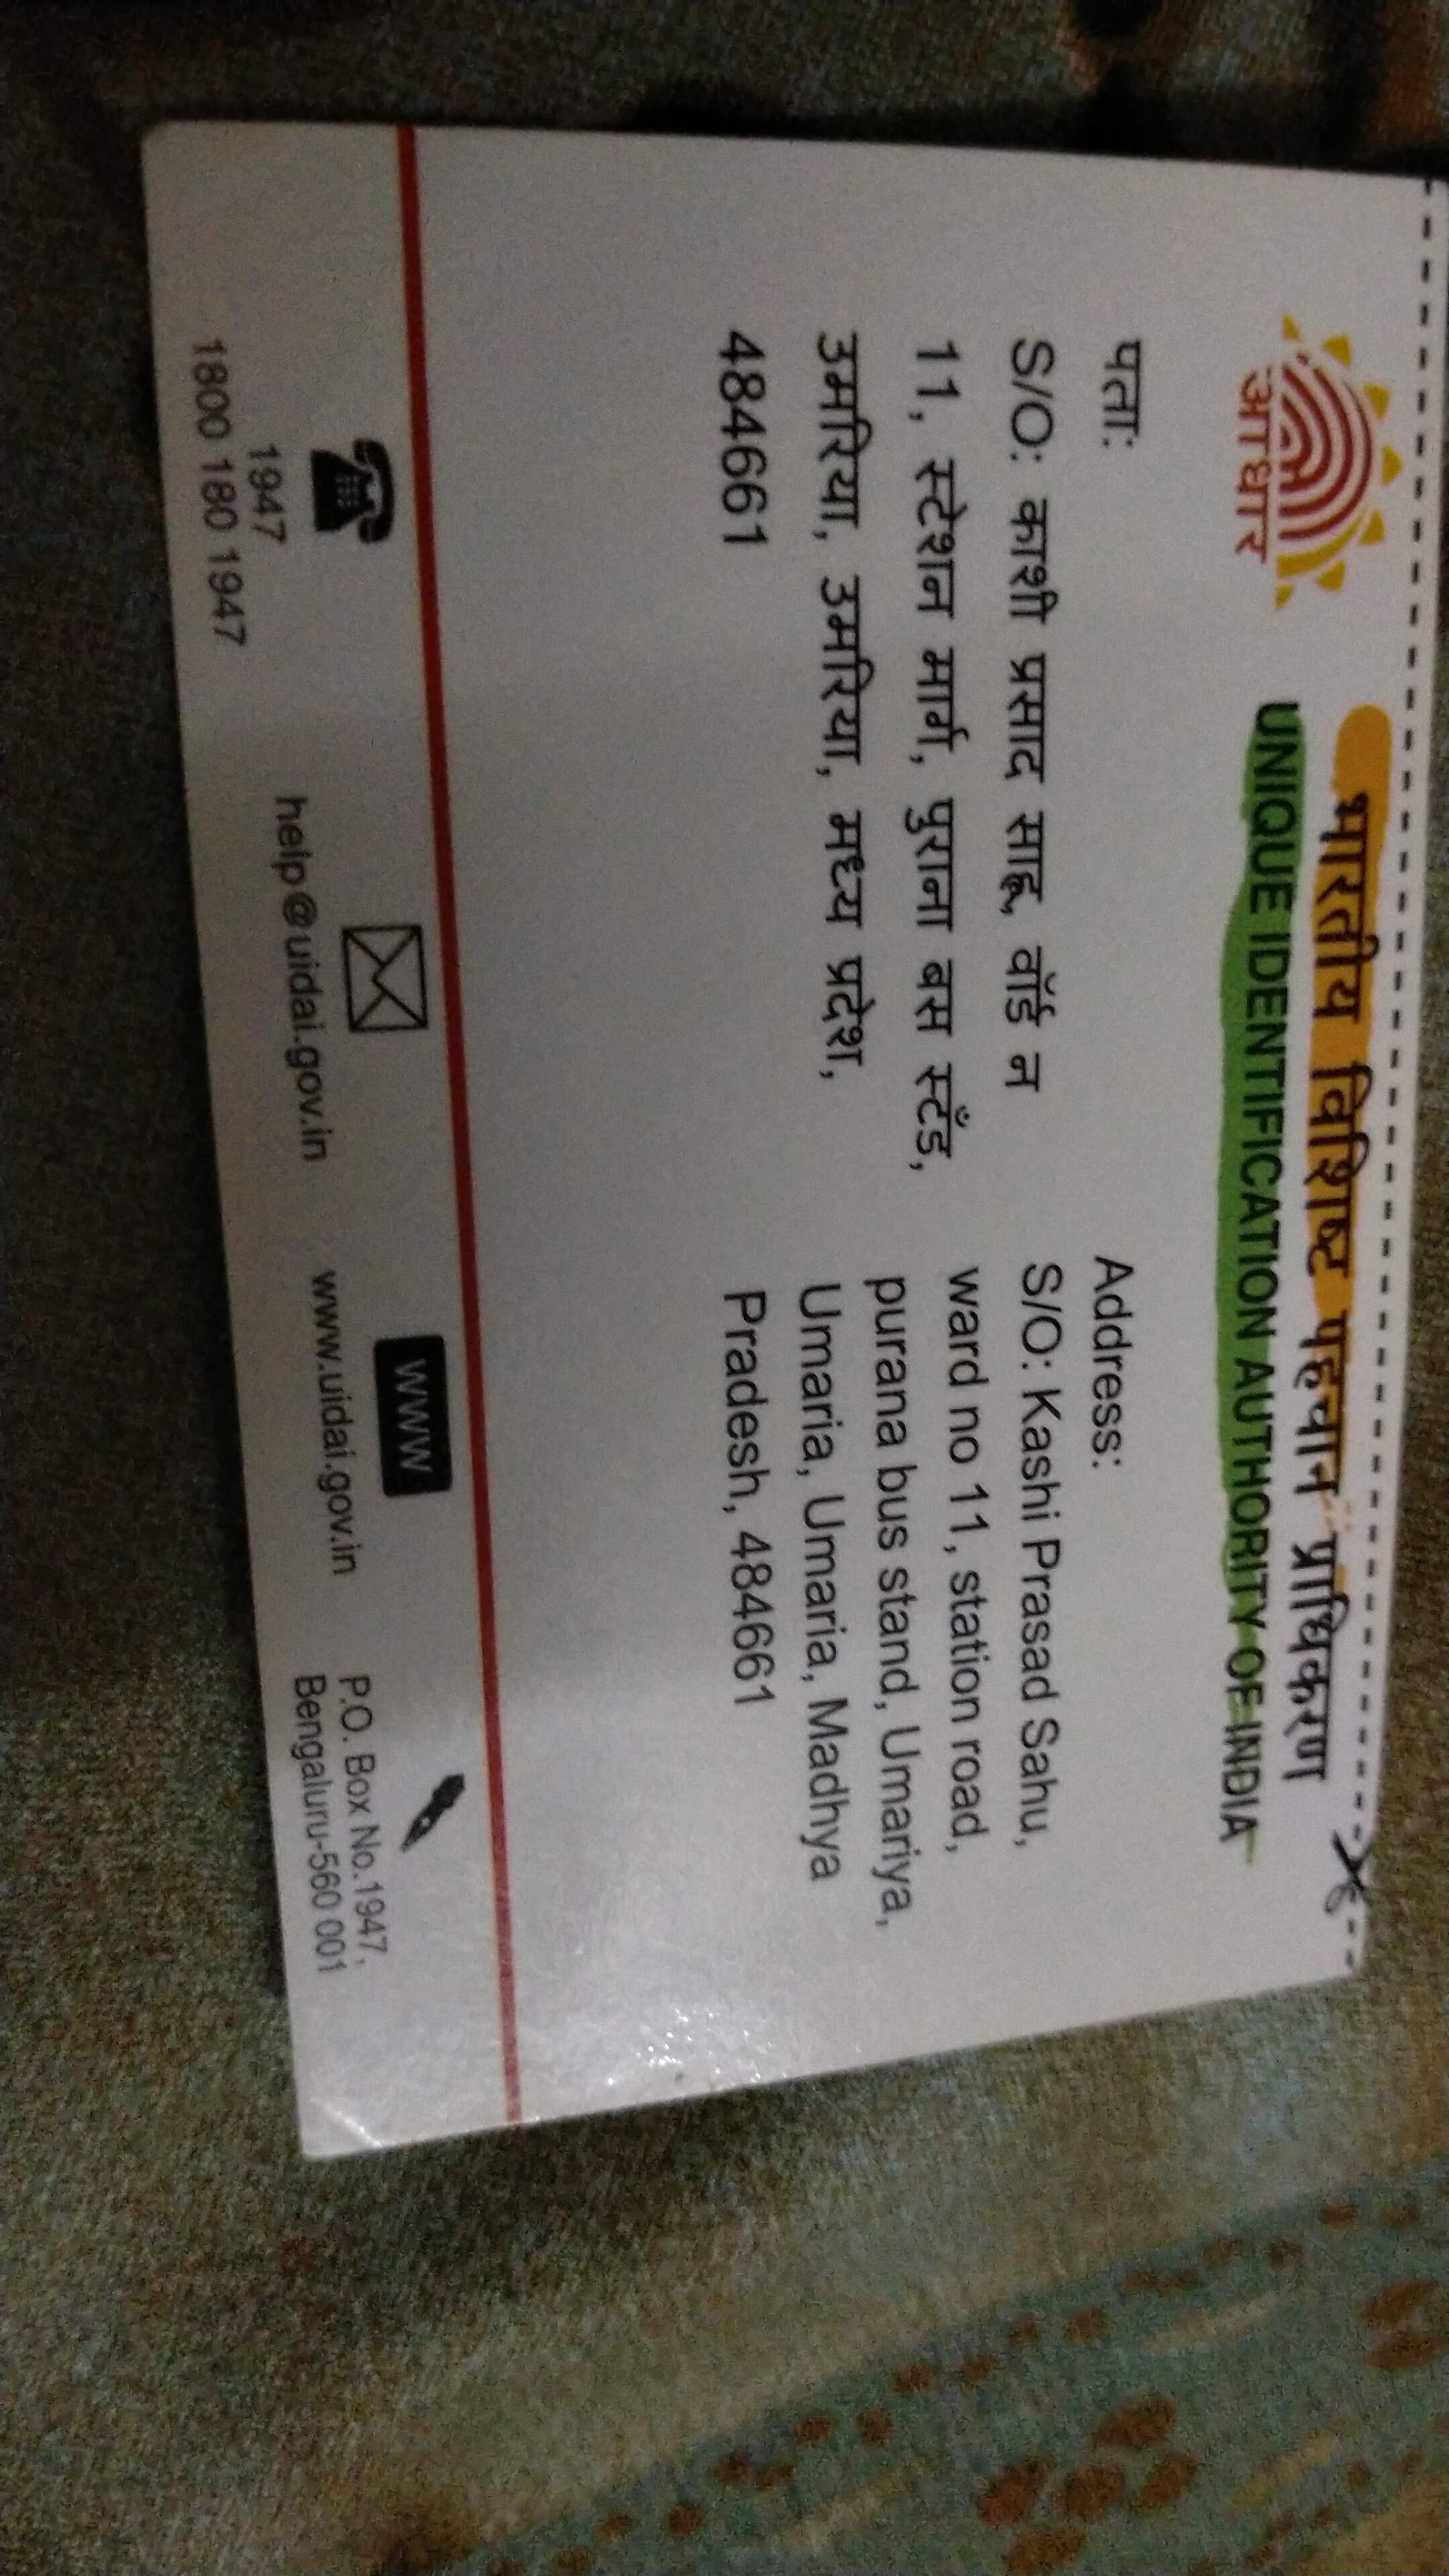 आधार
भारतीय विशिष्ट पहचान प्राधिकरण
UNIQUE IDENTIFICATION AUTHORITY OF INDIA
पता:
S/O: काशी प्रसाद साहू, वॉर्ड न
11, स्टेशन मार्ग, पुराना बस स्टँड,
उमरिया, उमरिया, मध्य प्रदेश,
484661
Address:
S/O: Kashi Prasad Sahu,
ward no 11, station road,
purana bus stand, Umariya,
Umaria, Umaria, Madhya
Pradesh, 484661
1947
1800 180 1947
help@uidai.gov.in
WWW
www.uidai.gov.in
P.O. Box No.1947,
Bengaluru-560 001